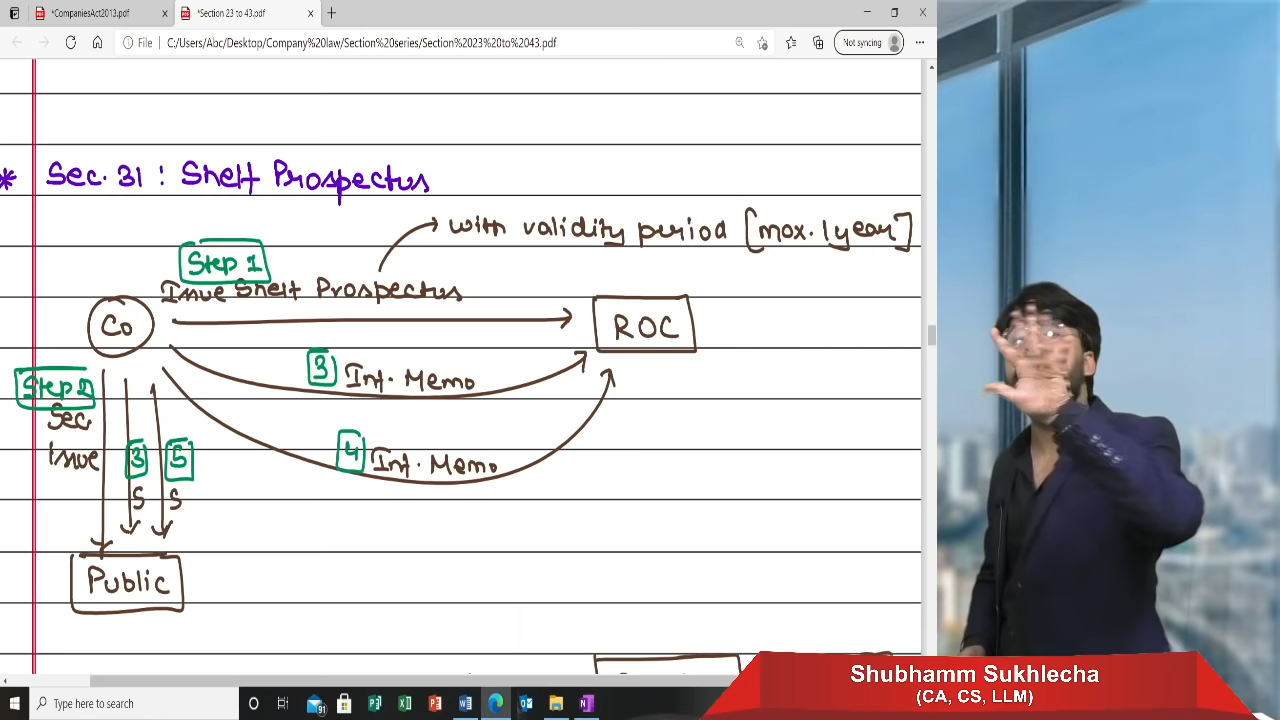 *CompaniesAct2013.pdf
*Section 23 to 43.pdf
File
C:/Users/Abc/Desktop/Company%20law/Section%20series/Section%2023%20to%2043.pdf
Not syncing
* Sec. 31 : Shelf Prospectus
with validity period [max. 1 year]
Step 1
Issue Shelf Prospectus
Co
ROC
3 Int. Memo
Step 2
Sec
Issue
3
5
4 Int. Memo
S
S
Public
Shubhamm Sukhlecha
(CA, CS, LLM)
Type here to search
91